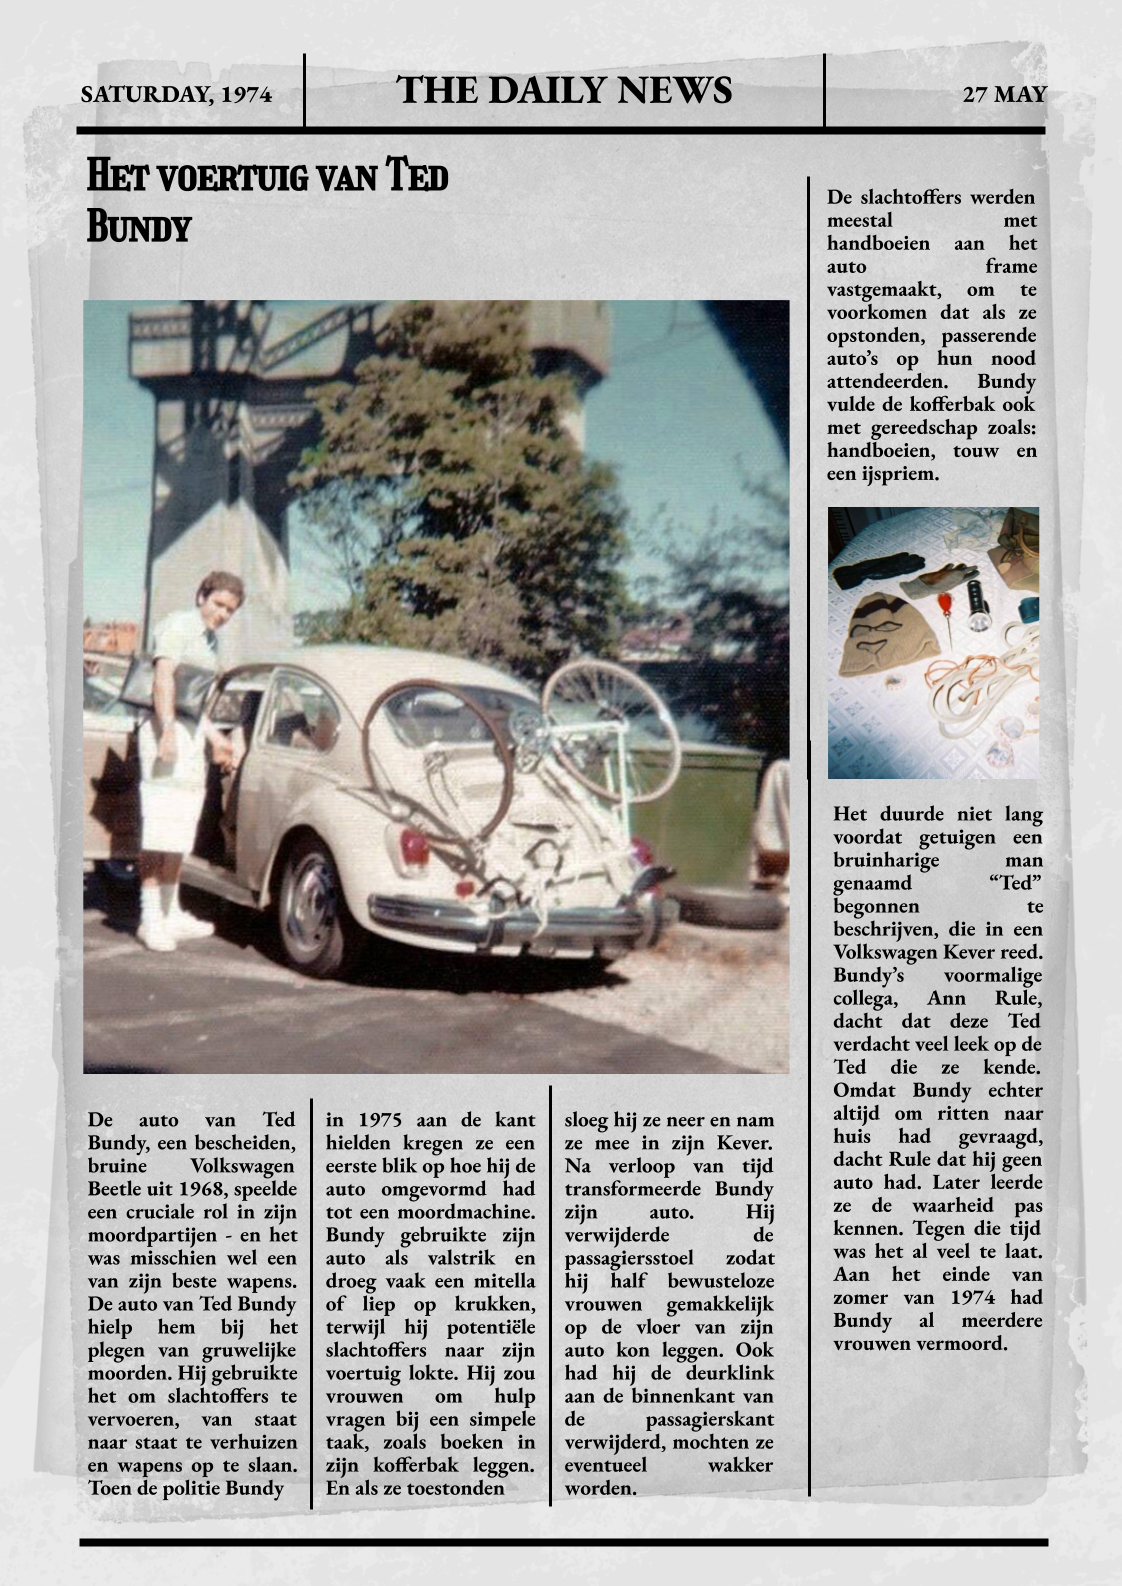 SATURDAY, 1974
THE DAILY NEWS
27 MAY
Het voertuig van Ted
Bundy
De auto van Ted
Bundy, een bescheiden,
bruine Volkswagen
Beetle uit 1968, speelde
een cruciale rol in zijn
moordpartijen - en het
was misschien wel een
van zijn beste wapens.
De auto van Ted Bundy
hielp hem bij het
plegen van gruwelijke
moorden. Hij gebruikte
het om slachtoffers te
vervoeren, van staat
naar staat te verhuizen
en wapens op te slaan.
Toen de politie Bundy
in 1975 aan de kant
hielden kregen ze een
eerste blik op hoe hij de
auto omgevormd had
tot een moordmachine.
Bundy gebruikte zijn
auto als valstrik en
droeg vaak een mitella
of liep op krukken,
terwijl hij potentiële
slachtoffers naar zijn
voertuig lokte. Hij zou
vrouwen om hulp
vragen bij een simpele
taak, zoals boeken in
zijn kofferbak leggen.
En als ze toestonden
sloeg hij ze neer en nam
ze mee in zijn Kever.
Na verloop van tijd
transformeerde Bundy
zijn auto. Hij
verwijderde de
passagiersstoel zodat
hij half bewusteloze
vrouwen gemakkelijk
op de vloer van zijn
auto kon leggen. Ook
had hij de deurklink
aan de binnenkant van
de passagierskant
verwijderd, mochten ze
eventueel wakker
worden.
De slachtoffers werden
meestal met
handboeien aan het
auto frame
vastgemaakt, om te
voorkomen dat als ze
opstonden, passerende
auto's op hun nood
attendeerden. Bundy
vulde de kofferbak ook
met gereedschap zoals:
handboeien, touw en
een ijspriem.
Het duurde niet lang
voordat getuigen een
bruinharige man
genaamd “Ted”
begonnen te
beschrijven, die in een
Volkswagen Kever reed.
Bundy's voormalige
collega, Ann Rule,
dacht dat deze Ted
verdacht veel leek op de
Ted die ze kende.
Omdat Bundy echter
altijd om ritten naar
huis had gevraagd,
dacht Rule dat hij geen
auto had. Later leerde
ze de waarheid pas
kennen. Tegen die tijd
was het al veel te laat.
Aan het einde van
zomer van 1974 had
Bundy al meerdere
vrouwen vermoord.